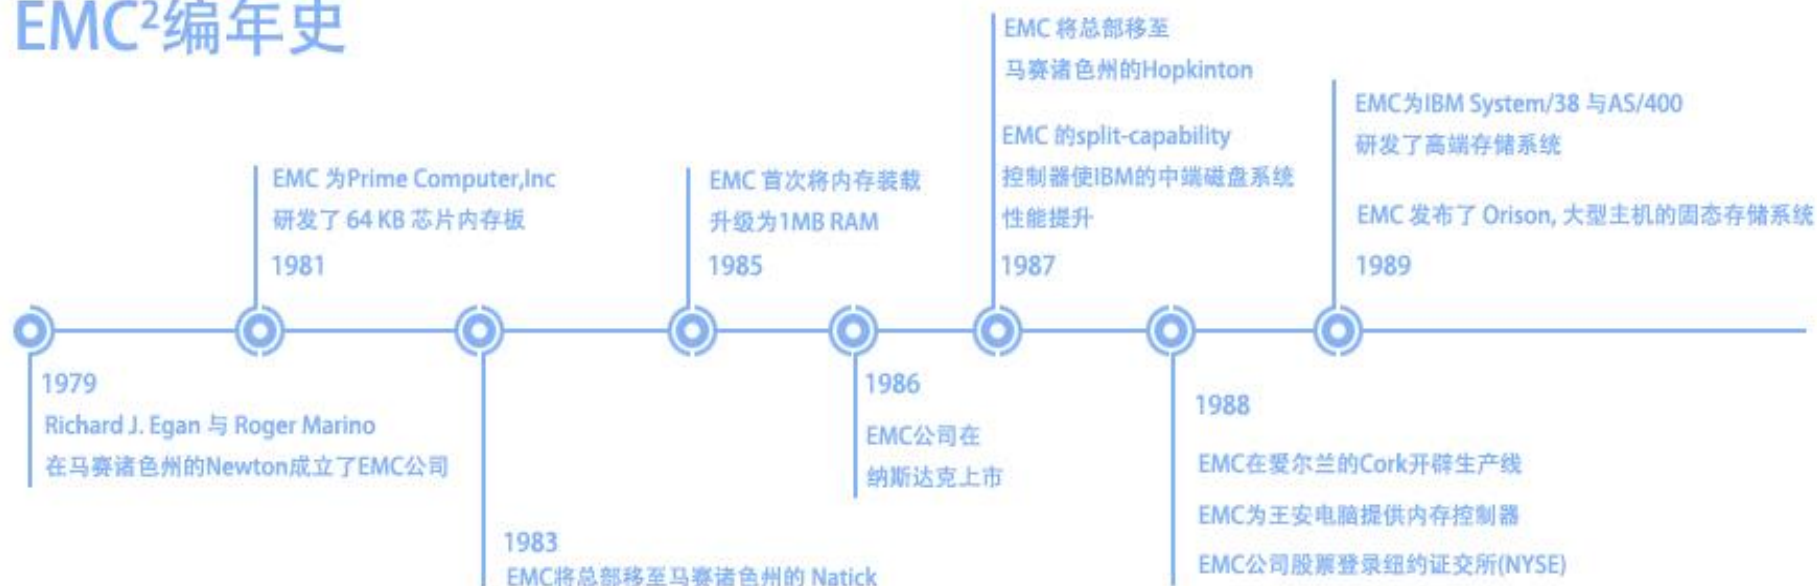 EMC²编年史
1979
Richard J. Egan 与 Roger Marino
在马赛诸色州的Newton成立了EMC公司
EMC 为Prime Computer,Inc
研发了 64 KB 芯片内存板
1981
1983
EMC将总部移至马赛诸色州的 Natick
EMC 首次将内存装载
升级为1MB RAM
1985
1986
EMC公司在
纳斯达克上市
EMC 将总部移至
马赛诸色州的Hopkinton
EMC 的split-capability
控制器使IBM的中端磁盘系统
性能提升
1987
1988
EMC在爱尔兰的Cork开辟生产线
EMC为王安电脑提供内存控制器
EMC公司股票登录纽约证交所(NYSE)
EMC为IBM System/38 与AS/400
研发了高端存储系统
EMC 发布了 Orison, 大型主机的固态存储系统
1989